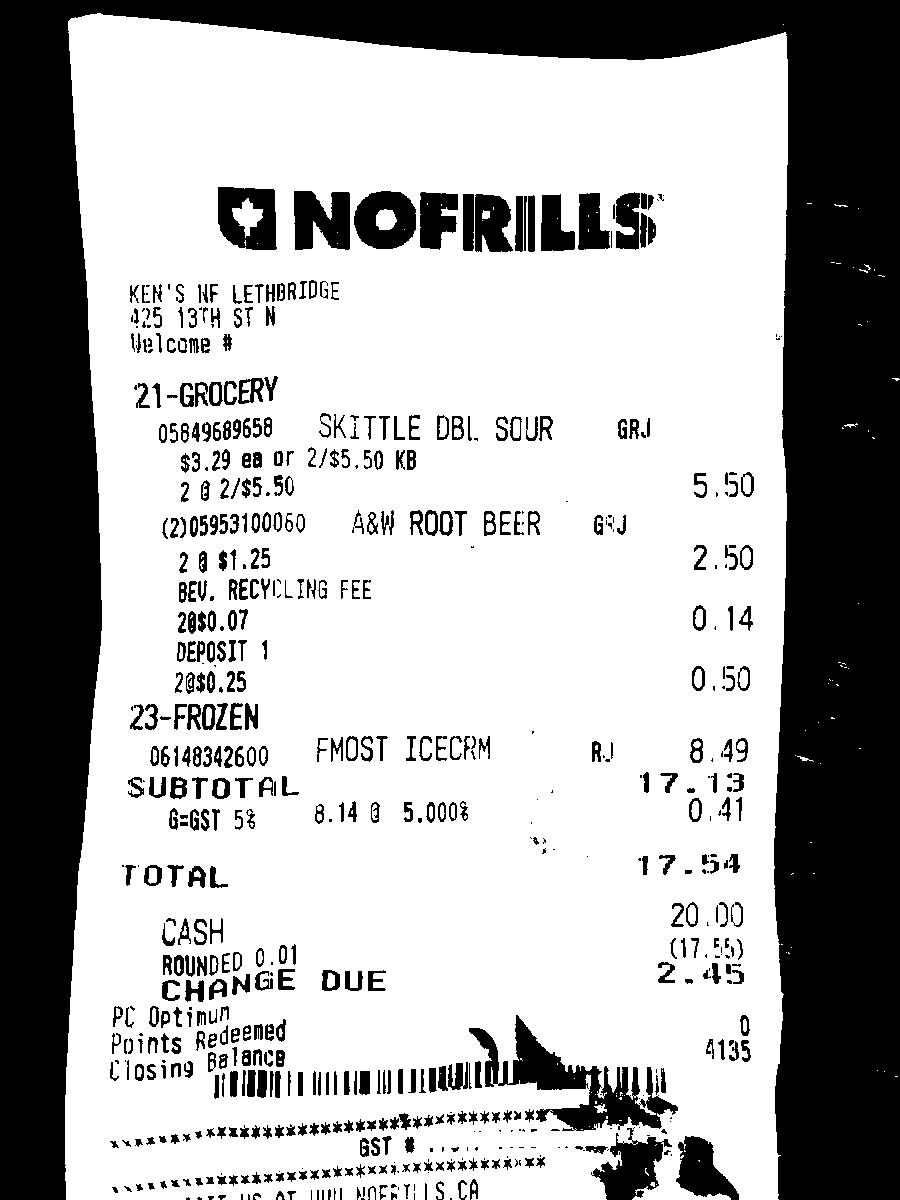 NOFRILLS
KEN'S NF LETHBRIDGE
425 13TH ST N
Welcome #
21-GROCERY
05849689658 SKITTLE DBL SOUR GRJ
$3.29 ea or 2/$5.50 KB
2 @ 2/$5.50 5.50
(2)05953100060 A&W ROOT BEER GRJ
2 @ $1.25 2.50
BEV. RECYCLING FEE
2@$0.07 0.14
DEPOSIT 1
2@$0.25 0.50
23-FROZEN
06148342600 FMOST ICECRM RJ 8.49
SUBTOTAL 17.13
G=GST 5% 8.14 @ 5.000% 0.41
TOTAL 17.54
CASH 20.00
ROUNDED 0.01 (17.55)
CHANGE DUE 2.45
PC Optimum
Points Redeemed 0
Closing Balance 4135
GST #
US AT WWW.NOFRILLS.CA